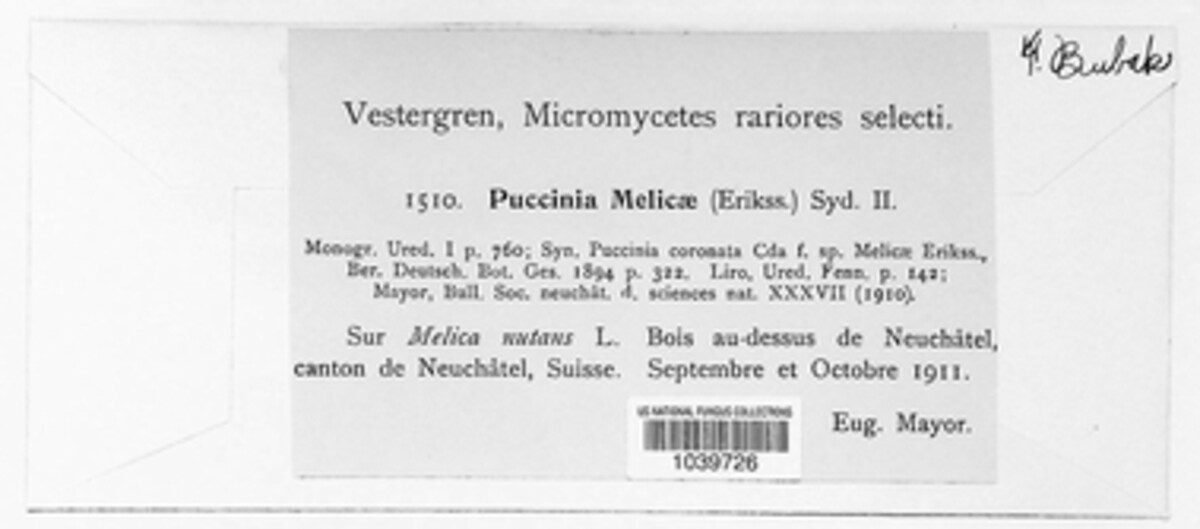 Bubak
Vestergren, Micromycetes rariores selecti.
1510. Puccinia Melicæ (Erikss.) Syd. II.
Monogr. Ured. I p. 760; Syn. Puccinia coronata Cda f. sp. Melicæ Erikss.,
Ber. Deutsch. Bot. Ges. 1894 p. 322. Liro, Ured. Fenn. p. 142;
Mayor, Bull. Soc. neuchât. d. sciences nat. XXXVII (1910).
Sur Melica nutans L. Bois au-dessus de Neuchâtel,
canton de Neuchâtel, Suisse. Septembre et Octobre 1911.
Eug. Mayor.
US NATIONAL FUNGUS COLLECTIONS
1039726